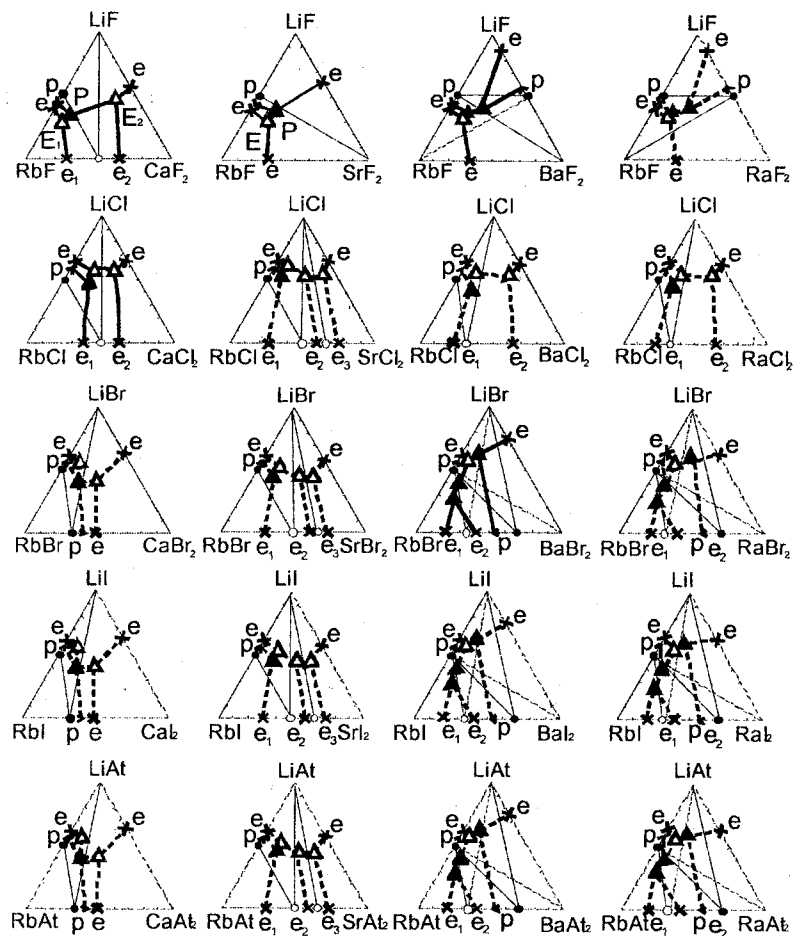 LiF LiF LiF LiF
e e
e p p p p
p P e e e
e E₂ P
E₁ E
RbF e₁ e₂ CaF₂ RbF e SrF₂ RbF e BaF₂ RbF e RaF₂
LiCl LiCl LiCl LiCl
e e e e e e e e
p p p p
RbCl e₁ e₂ CaCl₂ RbCl e₁ e₂ e₃ SrCl₂ RbCl e₁ e₂ BaCl₂ RbCl e₁ e₂ RaCl₂
LiBr LiBr LiBr LiBr
e e e e e e e e
p p p p
RbBr p e CaBr₂ RbBr e₁ e₂ e₃ SrBr₂ RbBr e₁ e₂ p BaBr₂ RbBr e₁ p e₂ RaBr₂
LiI LiI LiI LiI
e e e e e e e e
p p p p
RbI p e CaI₂ RbI e₁ e₂ e₃ SrI₂ RbI e₁ e₂ p BaI₂ RbI e₁ p e₂ RaI₂
LiAt LiAt LiAt LiAt
e e e e e e e e
p p p p
RbAt p e CaAt₂ RbAt e₁ e₂ e₃ SrAt₂ RbAt e₁ e₂ p BaAt₂ RbAt e₁ p e₂ RaAt₂